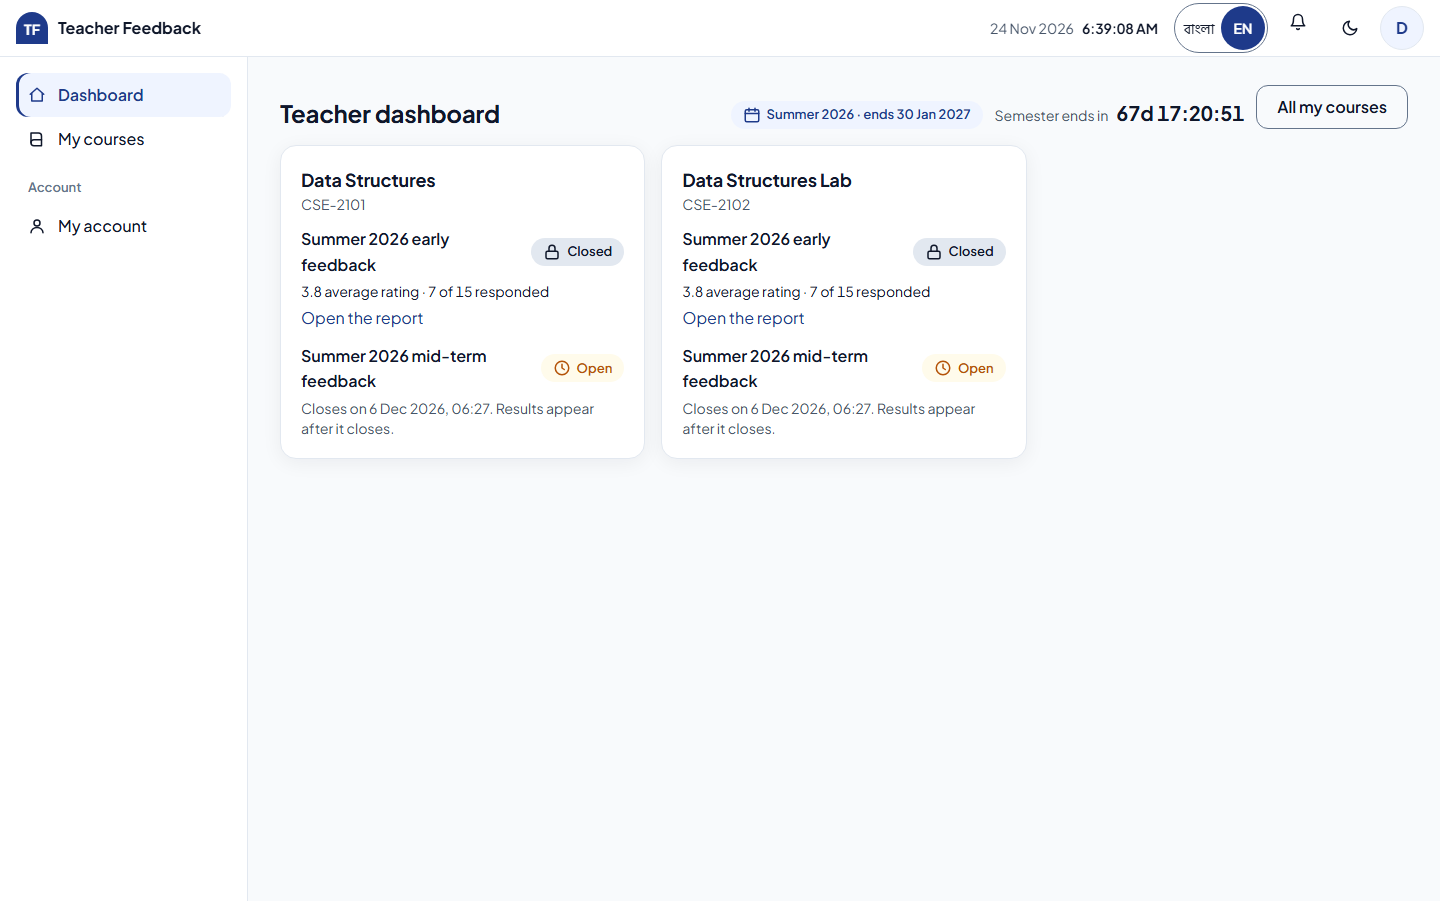 TF Teacher Feedback
24 Nov 2026 6:39:08 AM বাংলা EN D
Dashboard
My courses
Account
My account
Teacher dashboard
Summer 2026 · ends 30 Jan 2027 Semester ends in 67d 17:20:51 All my courses
Data Structures
CSE-2101
Summer 2026 early
feedback
Closed
3.8 average rating · 7 of 15 responded
Open the report
Summer 2026 mid-term
feedback
Open
Closes on 6 Dec 2026, 06:27. Results appear
after it closes.
Data Structures Lab
CSE-2102
Summer 2026 early
feedback
Closed
3.8 average rating · 7 of 15 responded
Open the report
Summer 2026 mid-term
feedback
Open
Closes on 6 Dec 2026, 06:27. Results appear
after it closes.